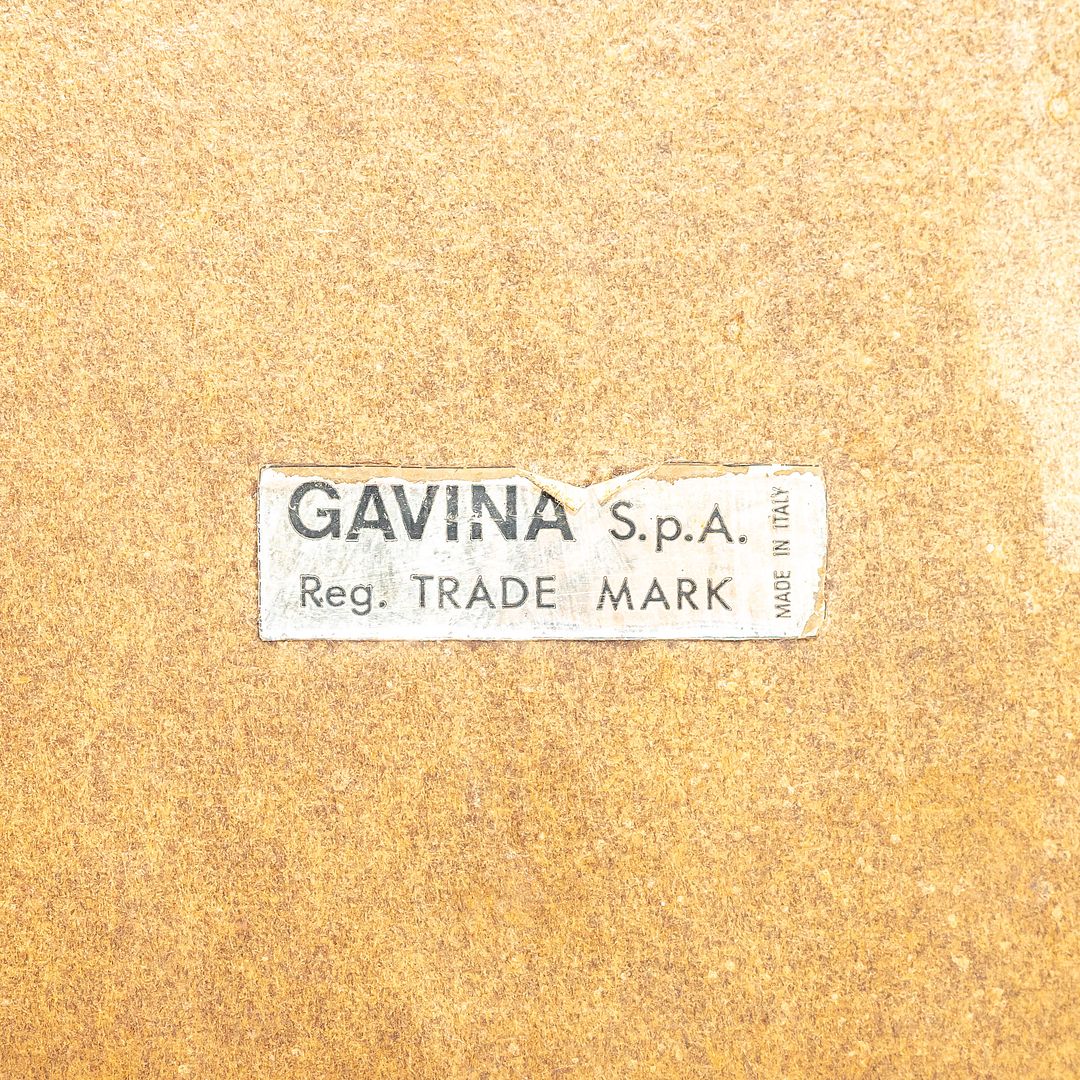 GAVINA S.p.A.
Reg. TRADE MARK
MADE IN ITALY